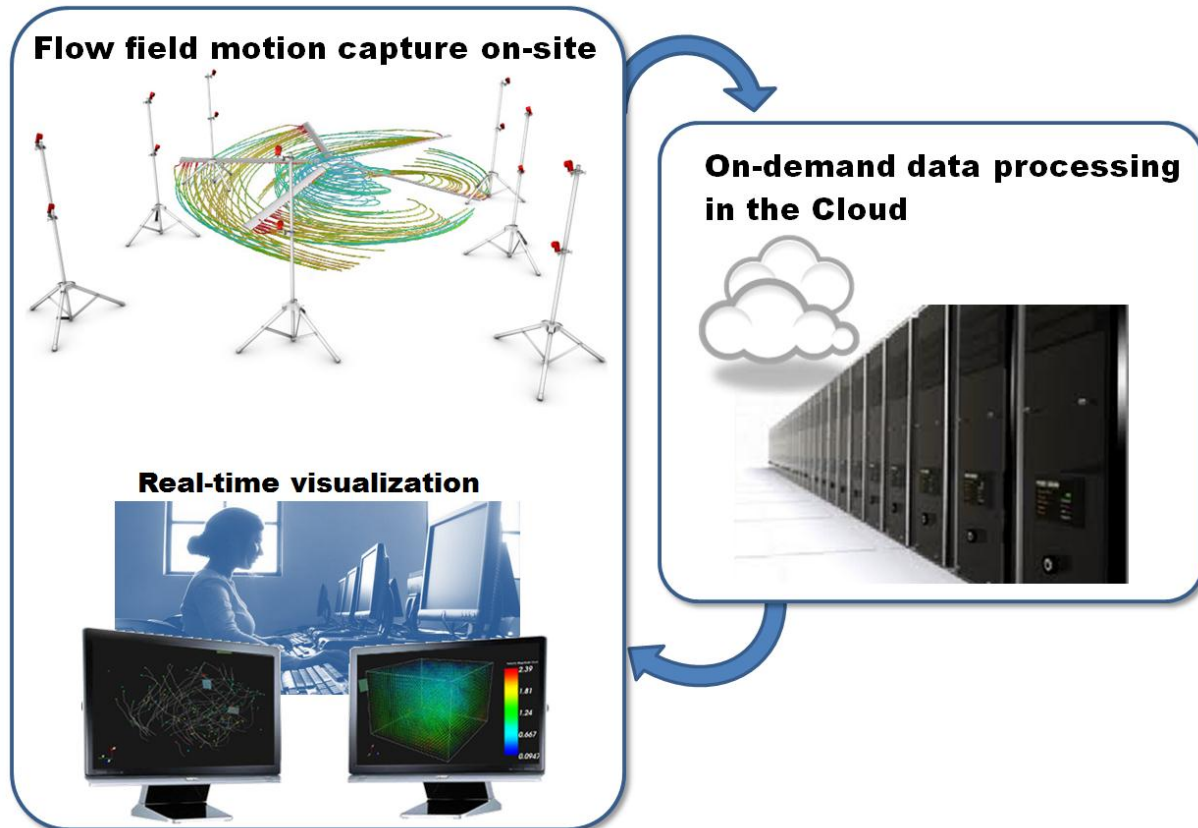 Flow field motion capture on-site
On-demand data processing
in the Cloud
Real-time visualization
2.39
1.81
1.24
0.667
0.0947